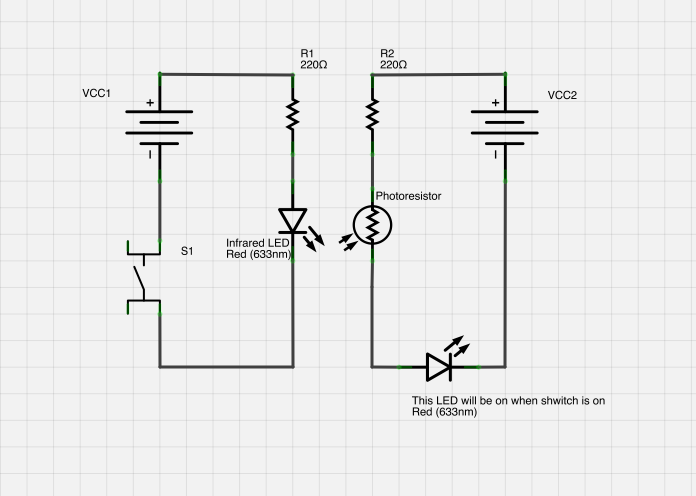 R1
220Ω
R2
220Ω
VCC1
+
VCC2
+
Photoresistor
S1
Infrared LED
Red (633nm)
This LED will be on when shwitch is on
Red (633nm)